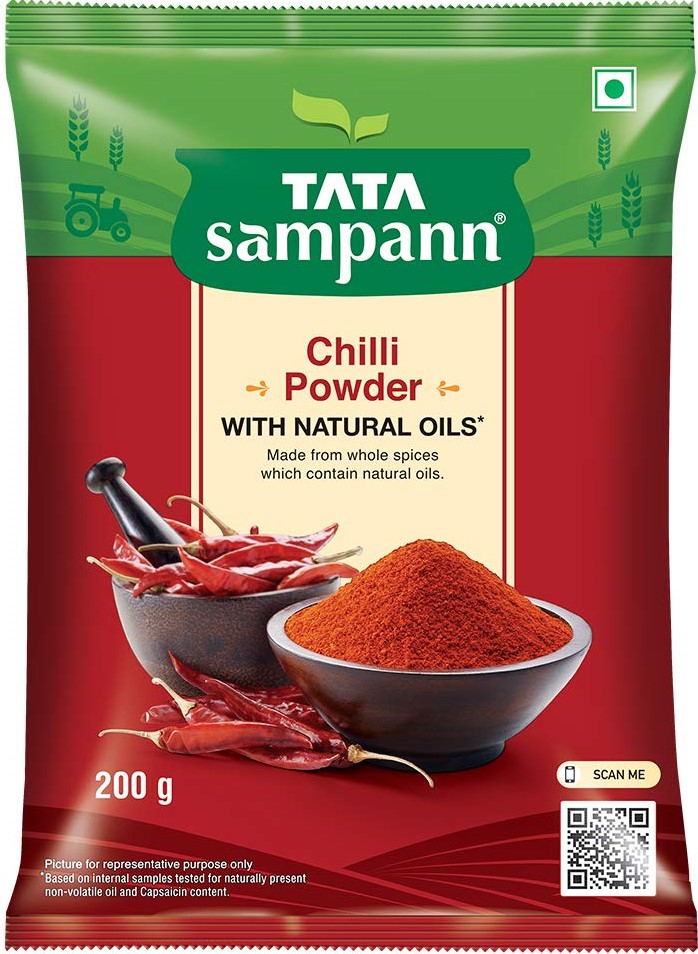 TATA
sampann®
Chilli
Powder
WITH NATURAL OILS*
Made from whole spices
which contain natural oils.
200 g
SCAN ME
Picture for representative purpose only
*Based on internal samples tested for naturally present
non-volatile oil and Capsaicin content.